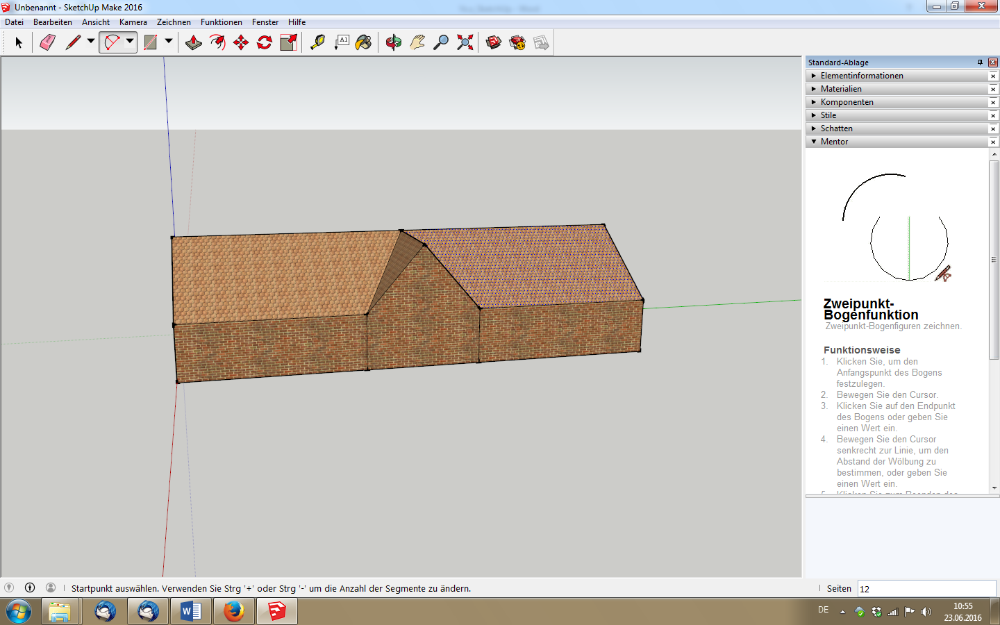 Unbenannt - SketchUp Make 2016
Datei Bearbeiten Ansicht Kamera Zeichnen Funktionen Fenster Hilfe
A1
Standard-Ablage
Elementinformationen
Materialien
Komponenten
Stile
Schatten
Mentor
Zweipunkt-
Bogenfunktion
Zweipunkt-Bogenfiguren zeichnen.
Funktionsweise
1. Klicken Sie, um den
Anfangspunkt des Bogens
festzulegen.
2. Bewegen Sie den Cursor.
3. Klicken Sie auf den Endpunkt
des Bogens oder geben Sie
einen Wert ein.
4. Bewegen Sie den Cursor
senkrecht zur Linie, um den
Abstand der Wölbung zu
bestimmen, oder geben Sie
einen Wert ein.
Startpunkt auswählen. Verwenden Sie Strg '+' oder Strg '-' um die Anzahl der Segmente zu ändern.
Seiten 12
DE
10:55
23.06.2016